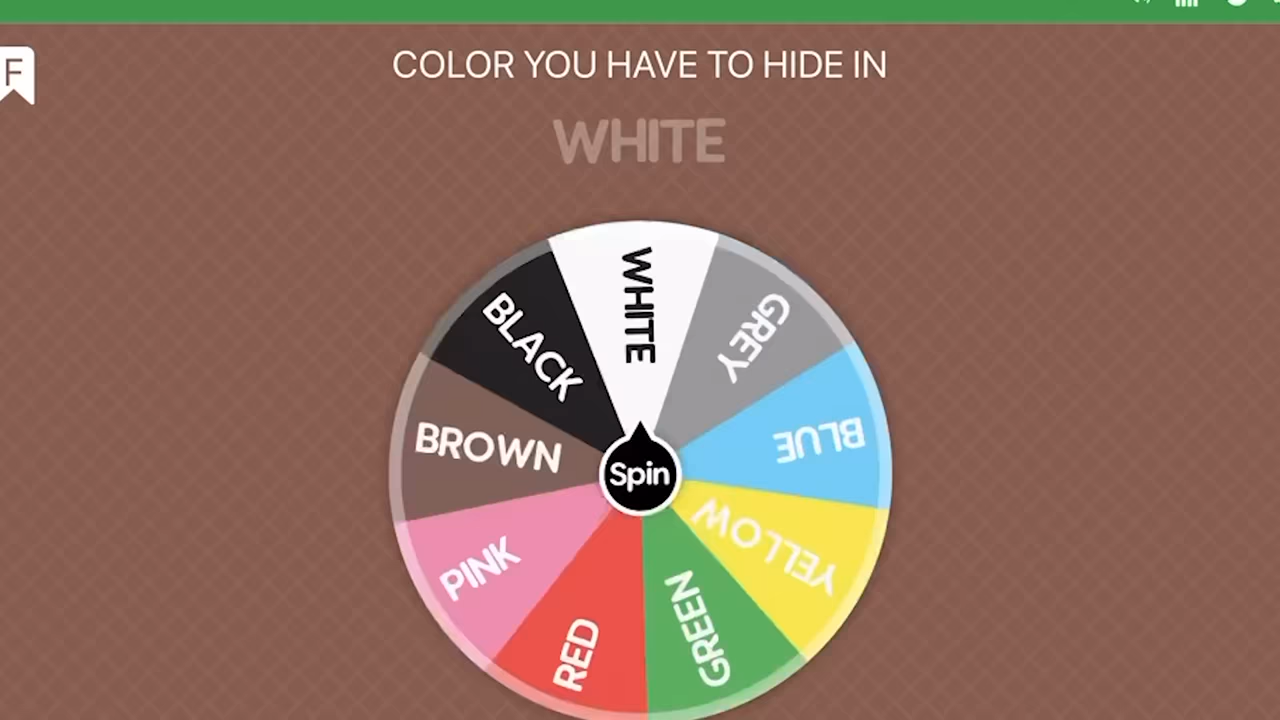 F
COLOR YOU HAVE TO HIDE IN
WHITE
WHITE
GREY
BLUE
YELLOW
GREEN
RED
PINK
BROWN
BLACK
Spin